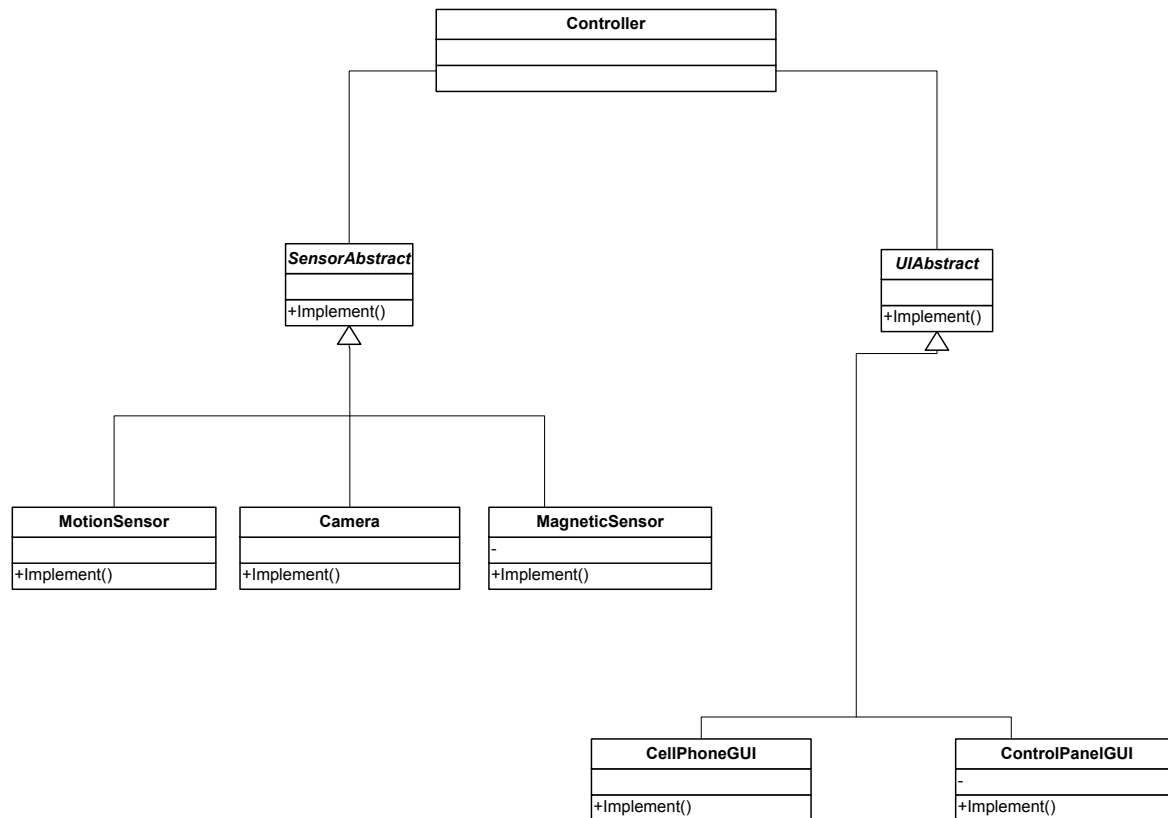 Controller
SensorAbstract
+Implement()
UIAbstract
+Implement()
MotionSensor
+Implement()
Camera
+Implement()
MagneticSensor
-
+Implement()
CellPhoneGUI
+Implement()
ControlPanelGUI
-
+Implement()